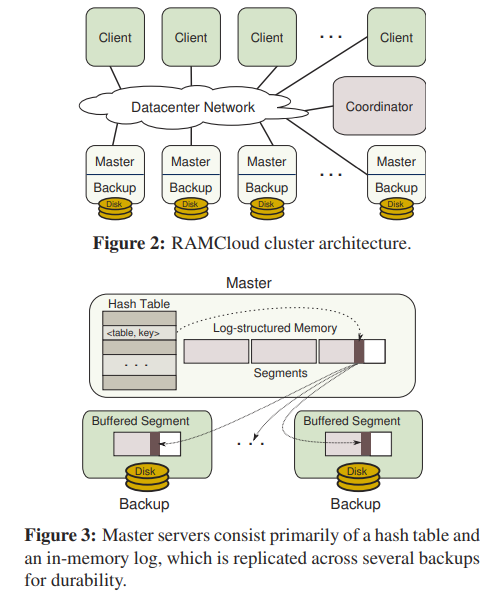 Client
Client
Client
. . .
Client
Datacenter Network
Coordinator
Master
Master
Master
. . .
Master
Backup
Backup
Backup
Backup
Disk
Disk
Disk
Disk
Figure 2: RAMCloud cluster architecture.
Master
Hash Table
<table, key>
. . .
Log-structured Memory
Segments
Buffered Segment
. . .
Buffered Segment
Disk
Disk
Backup
Backup
Figure 3: Master servers consist primarily of a hash table and
an in-memory log, which is replicated across several backups
for durability.